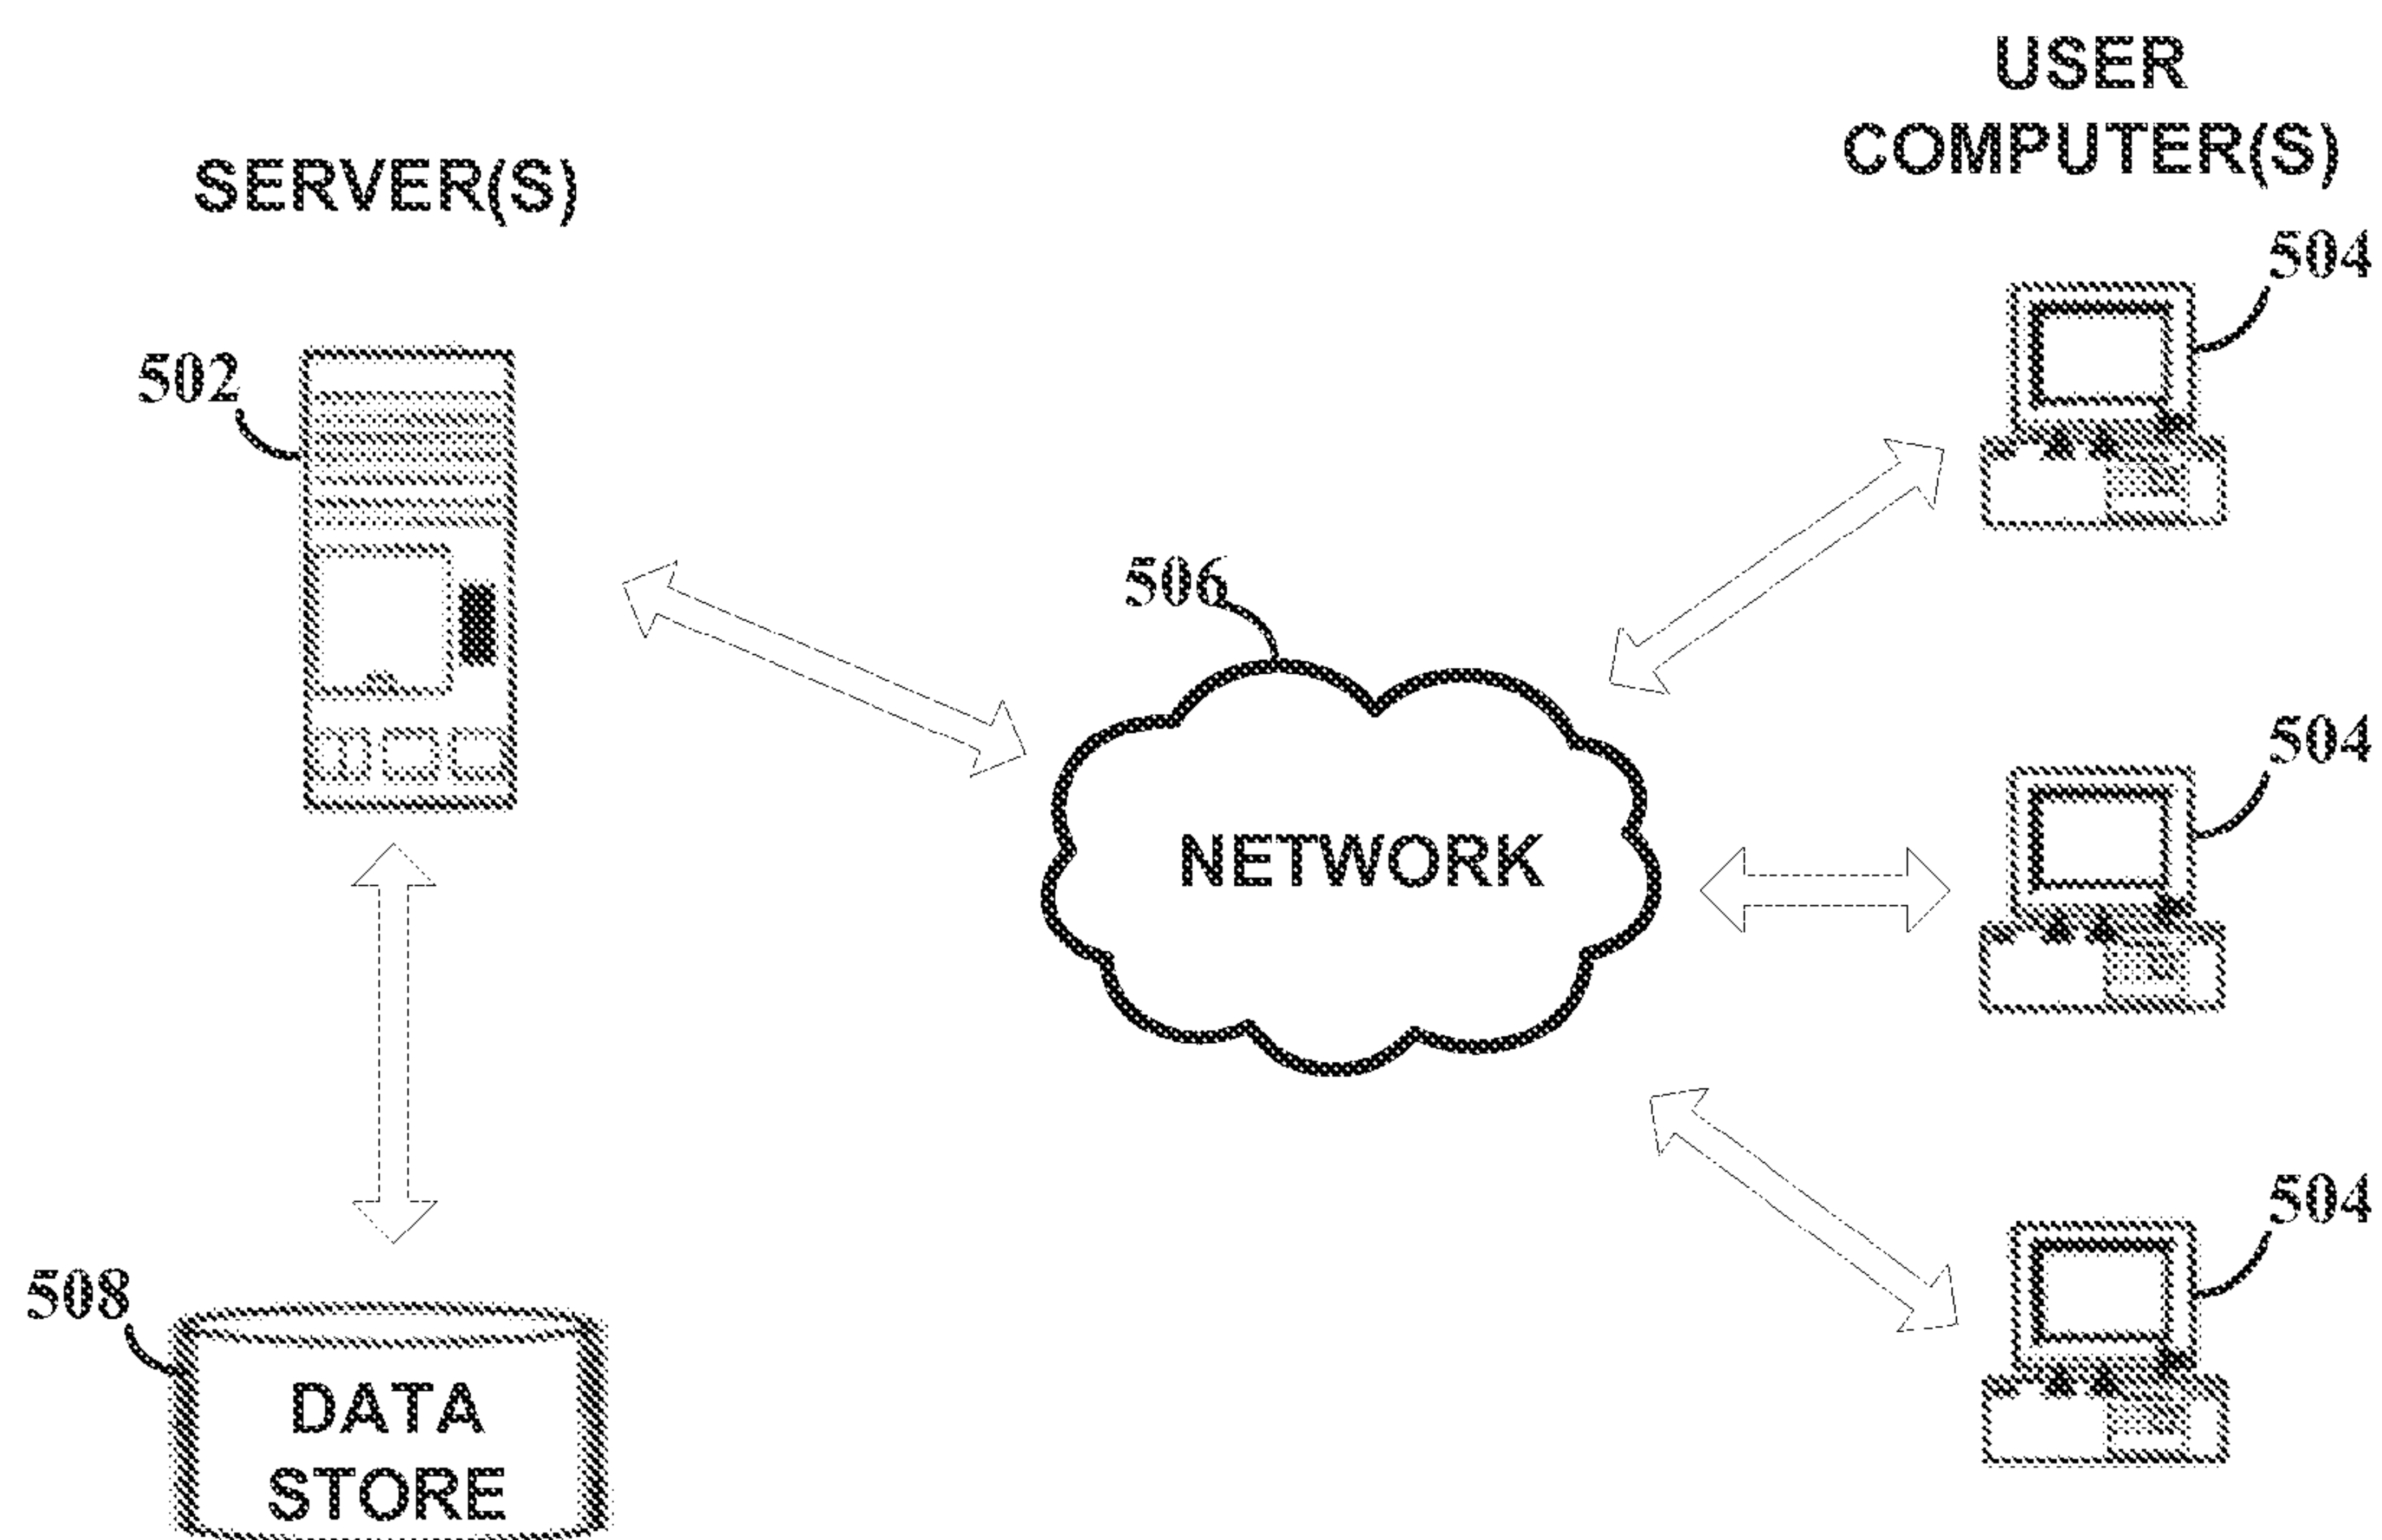 USER
COMPUTER(S)
SERVER(S)
504
502
506
504
NETWORK
504
508
DATA
STORE